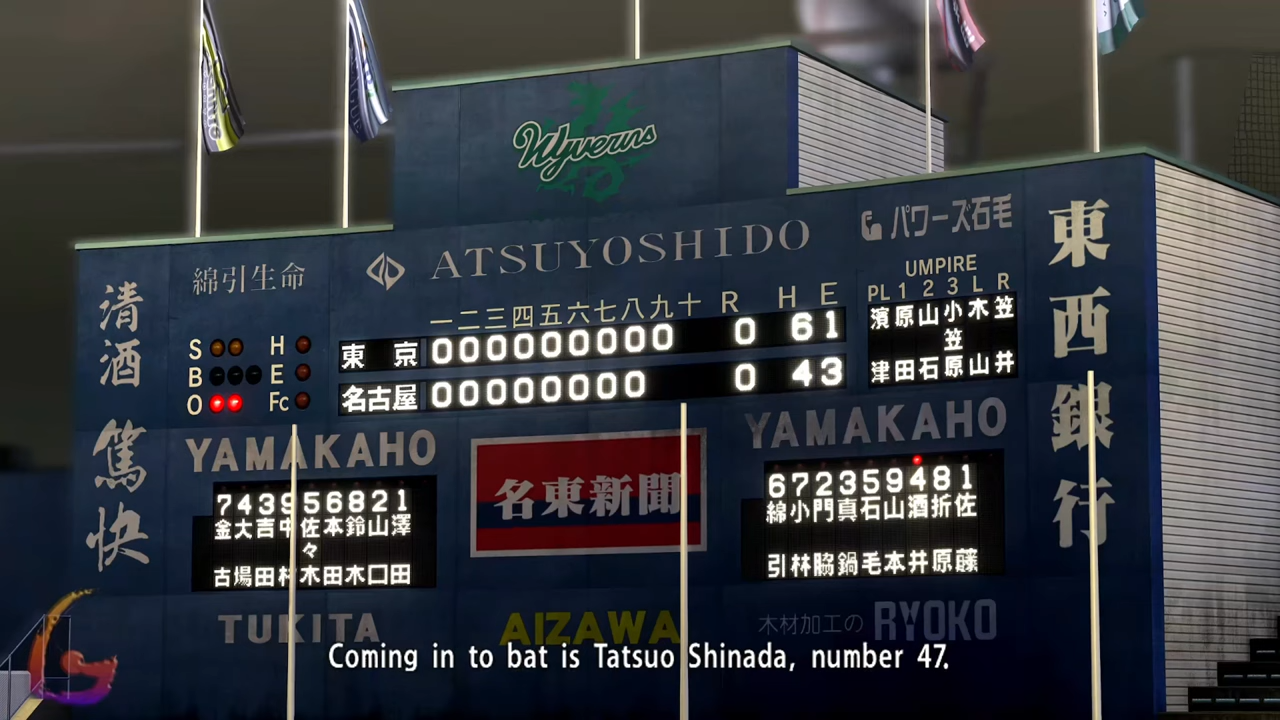 Wyverns
ATSUYOSHIDO
パワーズ石毛
東西銀行
清酒 篤快
綿引生命
UMPIRE
PL 1 2 3 L R
濱原山小木笠
笠
津田石原山井
一二三四五六七八九十 R H E
東京 000000000 0 6 1
名古屋 00000000 0 4 3
S H
B E
O Fc
YAMAKAHO
743956821
金大吉中佐本鈴山澤
々
古場田村木田木口田
名東新聞
YAMAKAHO
672359481
綿小門真石山酒折佐
引林脇鍋毛本井原藤
TUKITA
AIZAWA
木材加工のRYOKO
Coming in to bat is Tatsuo Shinada, number 47.